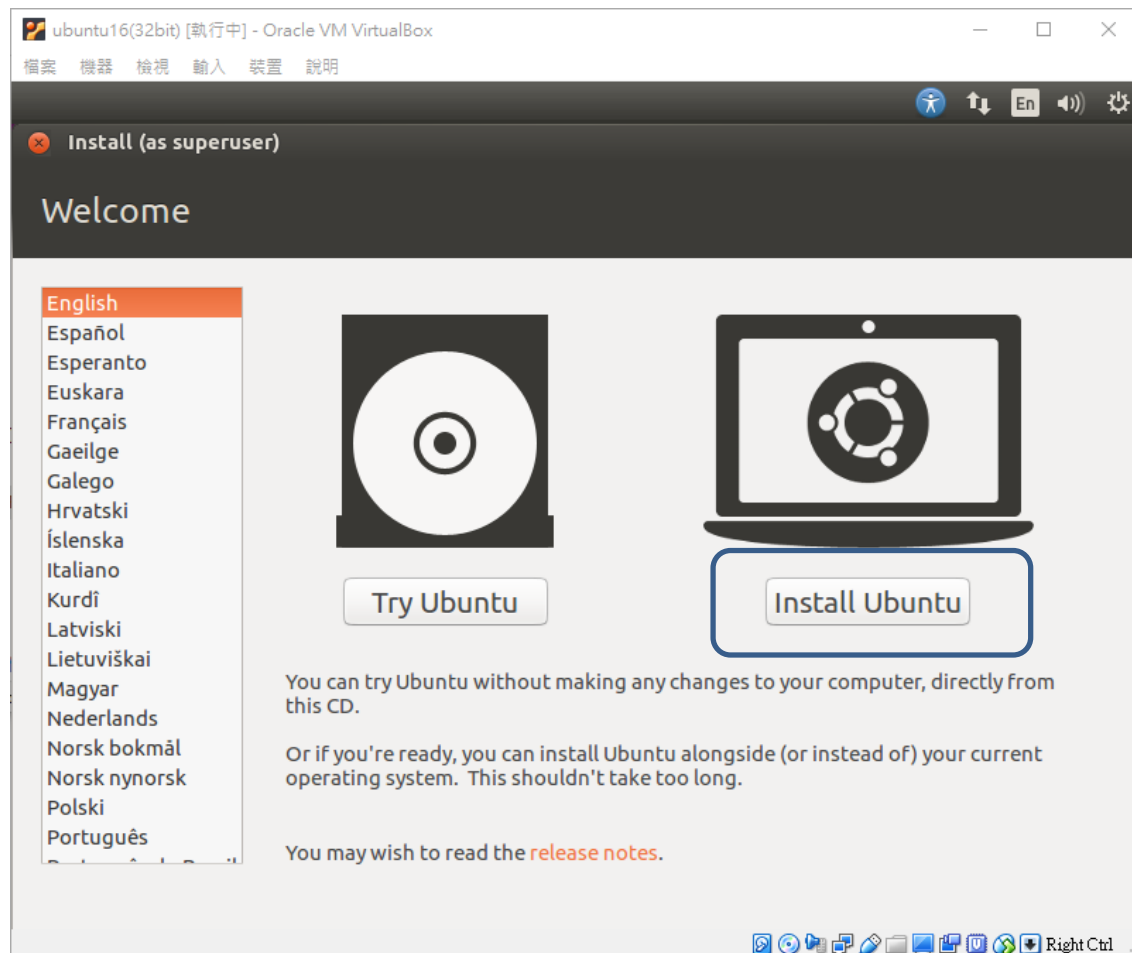 ubuntu16(32bit) [執行中] - Oracle VM VirtualBox
檔案 機器 檢視 輸入 裝置 說明
En
Install (as superuser)
Welcome
English
Español
Esperanto
Euskara
Français
Gaeilge
Galego
Hrvatski
Íslenska
Italiano
Kurdî
Latviski
Lietuviškai
Magyar
Nederlands
Norsk bokmål
Norsk nynorsk
Polski
Português
Try Ubuntu
Install Ubuntu
You can try Ubuntu without making any changes to your computer, directly from
this CD.
Or if you're ready, you can install Ubuntu alongside (or instead of) your current
operating system. This shouldn't take too long.
You may wish to read the release notes.
Right Ctrl